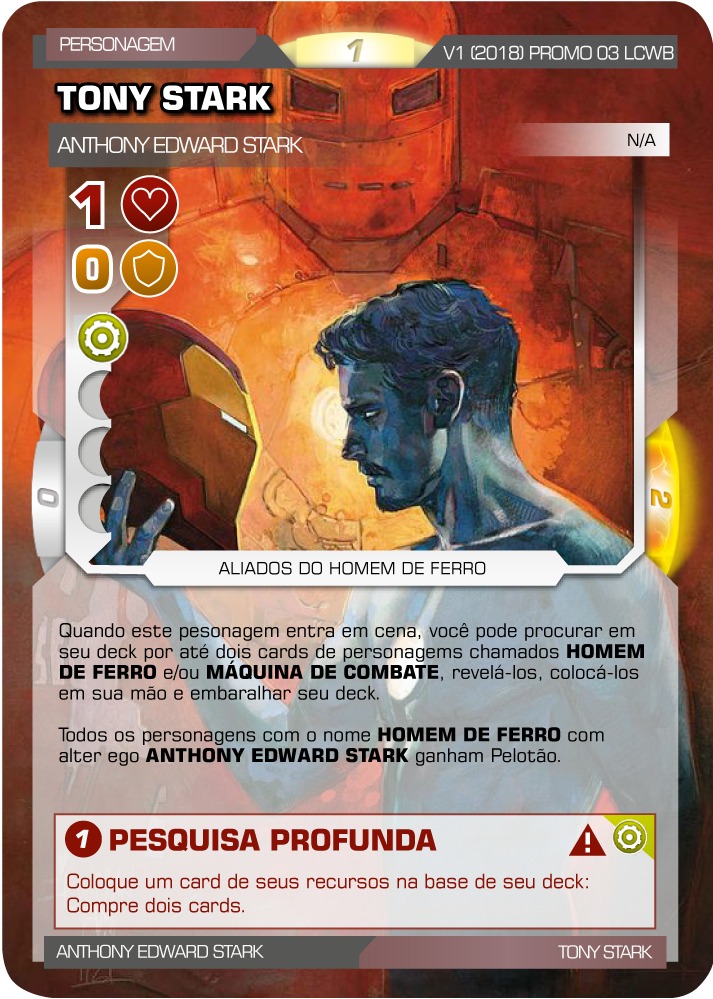 PERSONAGEM
1
V1 (2018) PROMO 03 LCWB
TONY STARK
ANTHONY EDWARD STARK
N/A
1
0
0
2
ALIADOS DO HOMEM DE FERRO
Quando este pesonagem entra em cena, você pode procurar em
seu deck por até dois cards de personagems chamados HOMEM
DE FERRO e/ou MÁQUINA DE COMBATE, revelá-los, colocá-los
em sua mão e embaralhar seu deck.
Todos os personagens com o nome HOMEM DE FERRO com
alter ego ANTHONY EDWARD STARK ganham Pelotão.
1 PESQUISA PROFUNDA
Coloque um card de seus recursos na base de seu deck:
Compre dois cards.
ANTHONY EDWARD STARK
TONY STARK